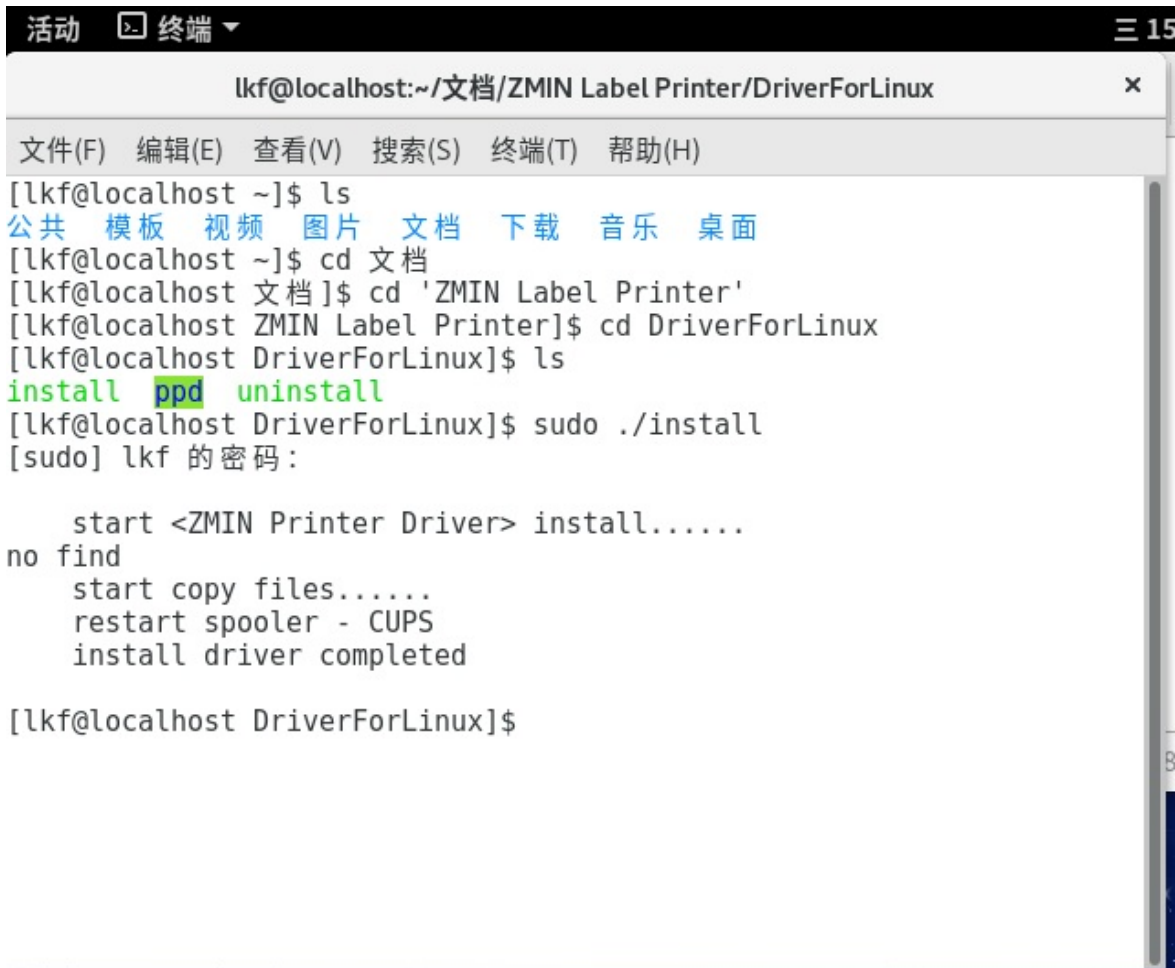 活动 终端 三 15
lkf@localhost:~/文档/ZMIN Label Printer/DriverForLinux ×
文件(F) 编辑(E) 查看(V) 搜索(S) 终端(T) 帮助(H)
[lkf@localhost ~]$ ls
公共 模板 视频 图片 文档 下载 音乐 桌面
[lkf@localhost ~]$ cd 文档
[lkf@localhost 文档]$ cd 'ZMIN Label Printer'
[lkf@localhost ZMIN Label Printer]$ cd DriverForLinux
[lkf@localhost DriverForLinux]$ ls
install ppd uninstall
[lkf@localhost DriverForLinux]$ sudo ./install
[sudo] lkf 的密码:
start <ZMIN Printer Driver> install......
no find
start copy files......
restart spooler - CUPS
install driver completed
[lkf@localhost DriverForLinux]$